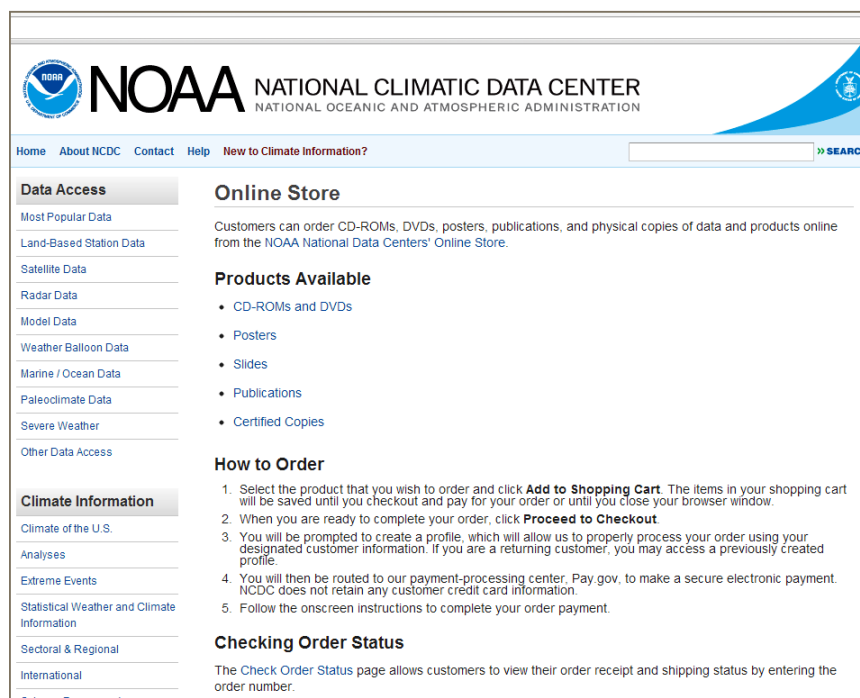 NOAA NATIONAL CLIMATIC DATA CENTER
NATIONAL OCEANIC AND ATMOSPHERIC ADMINISTRATION
Home About NCDC Contact Help New to Climate Information?
» SEARC
Data Access
Most Popular Data
Land-Based Station Data
Satellite Data
Radar Data
Model Data
Weather Balloon Data
Marine / Ocean Data
Paleoclimate Data
Severe Weather
Other Data Access
Climate Information
Climate of the U.S.
Analyses
Extreme Events
Statistical Weather and Climate
Information
Sectoral & Regional
International
Online Store
Customers can order CD-ROMs, DVDs, posters, publications, and physical copies of data and products online
from the NOAA National Data Centers' Online Store.
Products Available
• CD-ROMs and DVDs
• Posters
• Slides
• Publications
• Certified Copies
How to Order
1. Select the product that you wish to order and click Add to Shopping Cart. The items in your shopping cart
will be saved until you checkout and pay for your order or until you close your browser window.
2. When you are ready to complete your order, click Proceed to Checkout.
3. You will be prompted to create a profile, which will allow us to properly process your order using your
designated customer information. If you are a returning customer, you may access a previously created
profile.
4. You will then be routed to our payment-processing center, Pay.gov, to make a secure electronic payment.
NCDC does not retain any customer credit card information.
5. Follow the onscreen instructions to complete your order payment.
Checking Order Status
The Check Order Status page allows customers to view their order receipt and shipping status by entering the
order number.